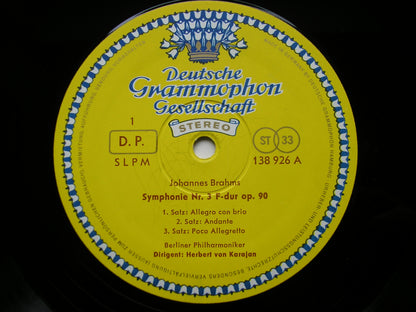 Deutsche
Grammophon
Gesellschaft
STEREO
1
D. P.
SLPM
ST 33
138 926 A
Johannes Brahms
Symphonie Nr. 3 F-dur op. 90
1. Satz: Allegro con brio
2. Satz: Andante
3. Satz: Poco Allegretto
Berliner Philharmoniker
Dirigent: Herbert von Karajan